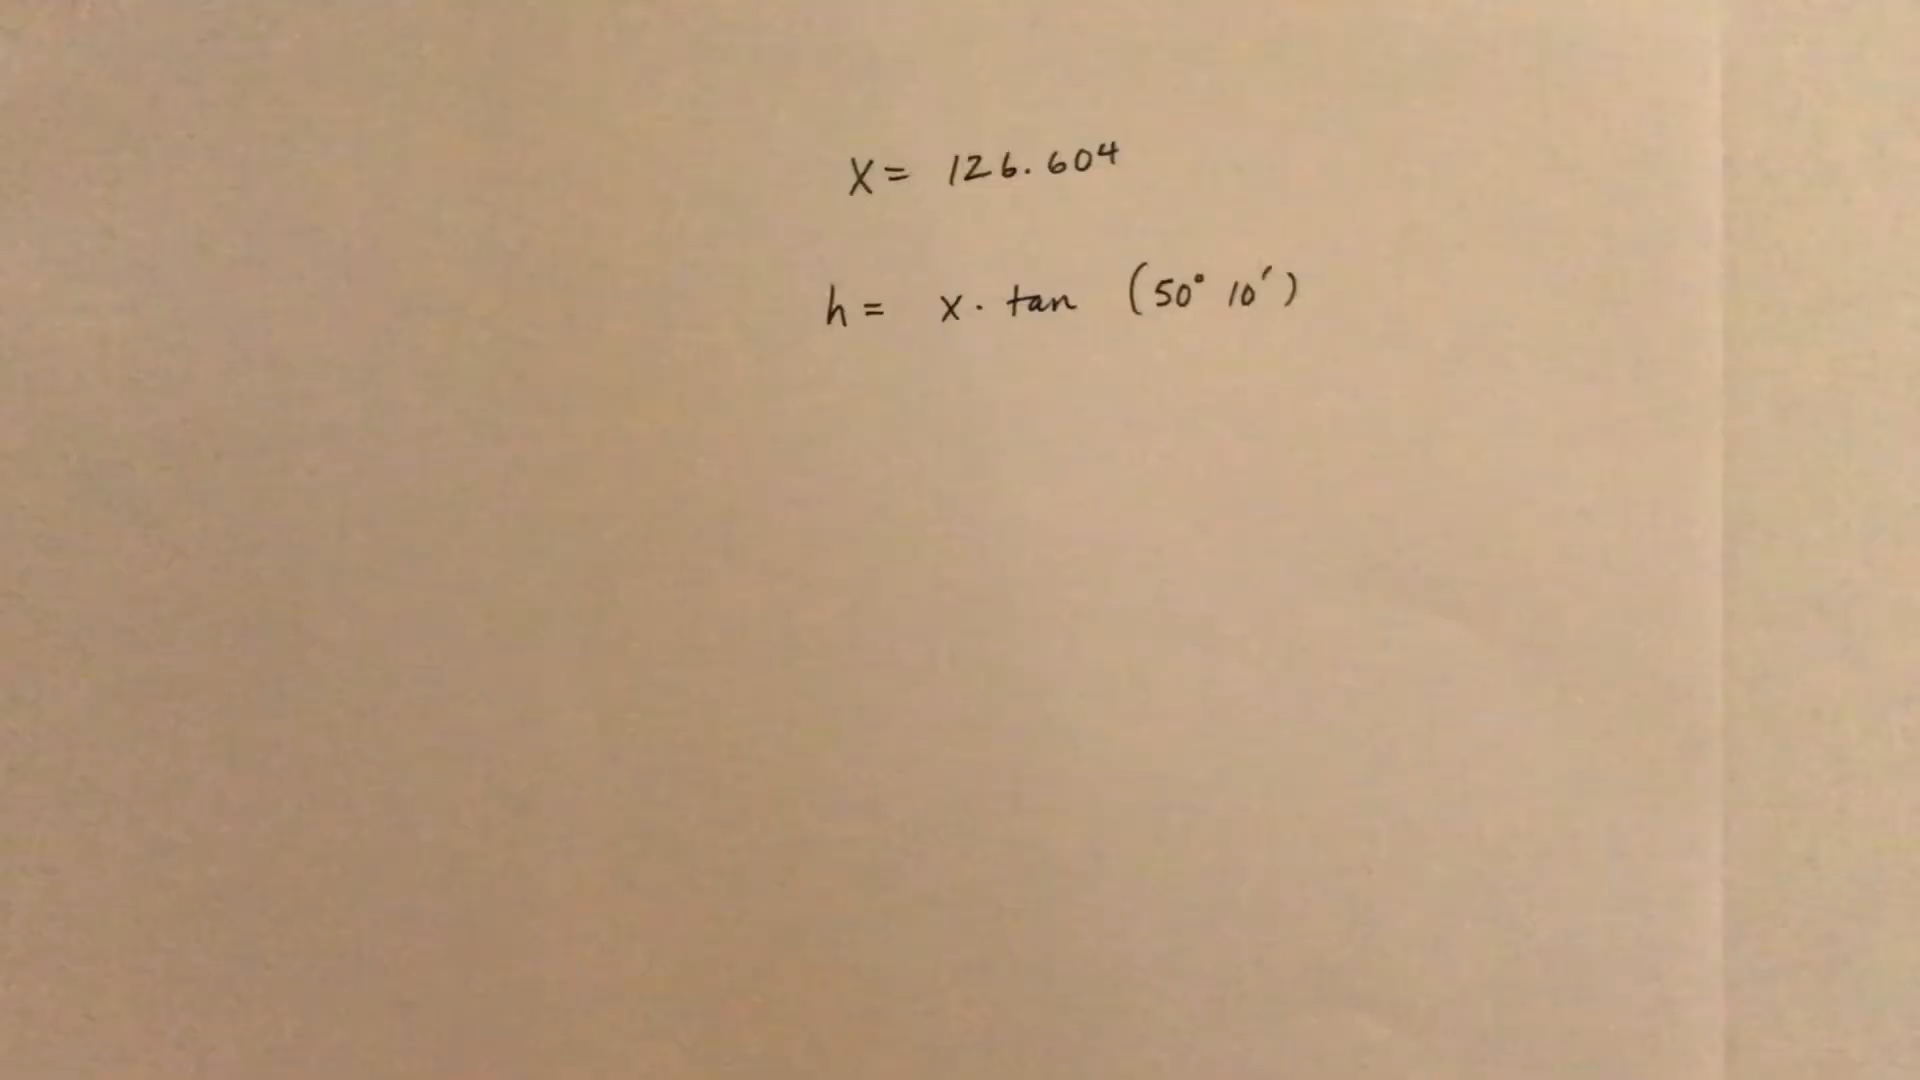 X = 126.604
h = x · tan (50° 10′)